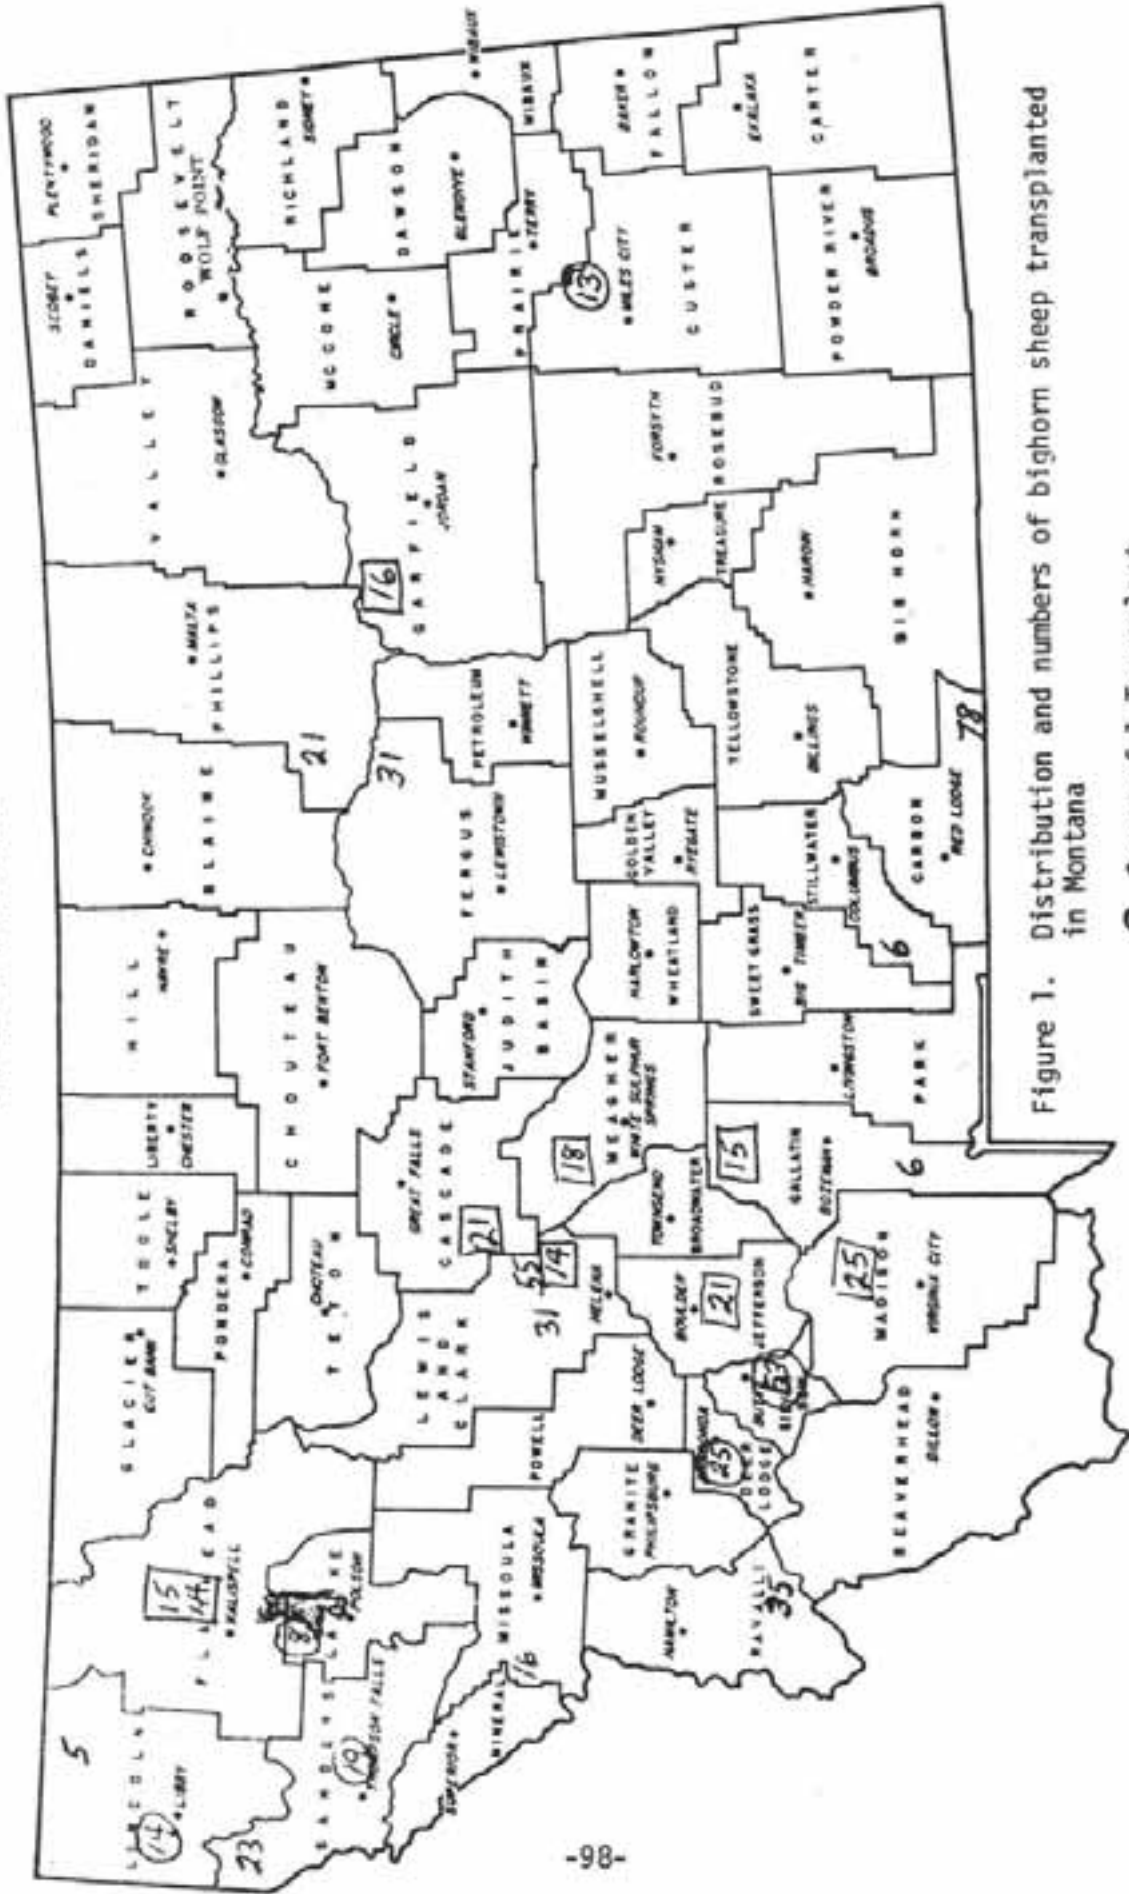 PLENTYWOOD
SHERIDAN
SCOBEY
DANIELS
ROOSEVELT
WOLF POINT
RICHLAND
SIDNEY
MCCONE
CIRCLE
DAWSON
GLENDIVE
WIBAUX
WIBAUX
PRAIRIE
TERRY
BAKER
FALLON
EKALAKA
CARTER
13
MILES CITY
CUSTER
POWDER RIVER
BROADUS
VALLEY
GLASGOW
16
GARFIELD
JORDAN
FORSYTH
ROSEBUD
HYSHAM
TREASURE
HARDIN
BIG HORN
MALTA
PHILLIPS
21
31
PETROLEUM
WINNETT
MUSSELSHELL
ROUNDUP
YELLOWSTONE
BILLINGS
78
CHINOOK
BLAINE
FERGUS
LEWISTOWN
GOLDEN
VALLEY
RYEGATE
STILLWATER
COLUMBUS
6
CARBON
RED LODGE
HILL
HAVRE
CHOUTEAU
FORT BENTON
STANFORD
JUDITH
BASIN
HARLOWTON
WHEATLAND
SWEET GRASS
BIG TIMBER
LIVINGSTON
PARK
LIBERTY
CHESTER
TOOLE
SHELBY
PONDERA
CONRAD
CHOTEAU
TETON
GREAT FALLS
CASCADE
21
18
MEAGHER
WHITE SULPHUR
SPRINGS
TOWNSEND
BROADWATER
15
GALLATIN
BOZEMAN
6
GLACIER
CUT BANK
LEWIS
AND
CLARK
31
55
14
HELENA
BOULDER
21
JEFFERSON
25
MADISON
VIRGINIA CITY
POWELL
DEER LODGE
53
25
DEER
LODGE
BEAVERHEAD
DILLON
15
14
KALISPELL
LAKE
POLSON
MISSOULA
MISSOULA
16
GRANITE
PHILIPSBURG
HAMILTON
RAVALLI
35
5
LINCOLN
14
LIBBY
23
SANDERS
19
THOMPSON FALLS
SUPERIOR
MINERAL
-98-
Figure 1. Distribution and numbers of bighorn sheep transplanted
in Montana